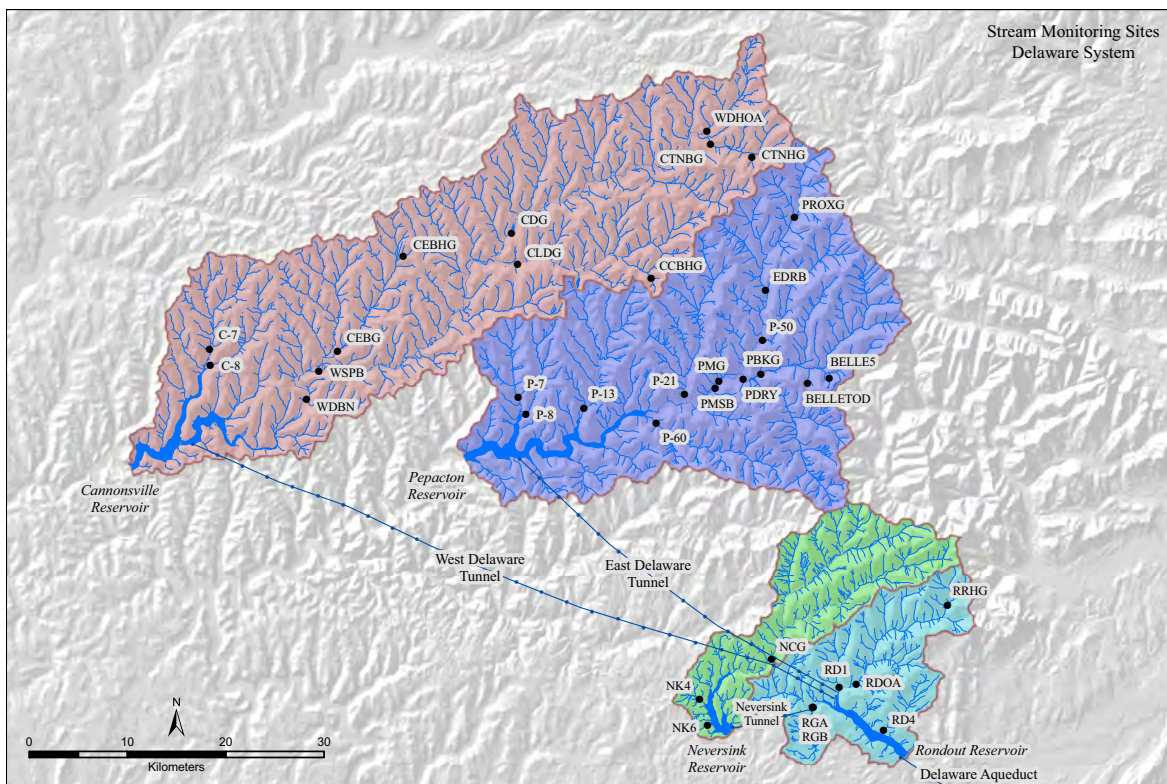 Stream Monitoring Sites
Delaware System
WDHOA
CTNBG
CTNHG
PROXG
CDG
CEBHG
CLDG
CCBHG
EDRB
C-7
C-8
CEBG
WSPB
WDBN
P-50
PMG
PBKG
BELLE5
P-7
P-13
P-21
P-8
PMSB
PDRY
BELLETOD
P-60
Cannonsville
Reservoir
Pepacton
Reservoir
West Delaware
Tunnel
East Delaware
Tunnel
RRHG
NCG
NK4
RD1
RDOA
Neversink
Tunnel
NK6
RGA
RGB
RD4
Neversink
Reservoir
Rondout Reservoir
Delaware Aqueduct
N
0 10 20 30
Kilometers